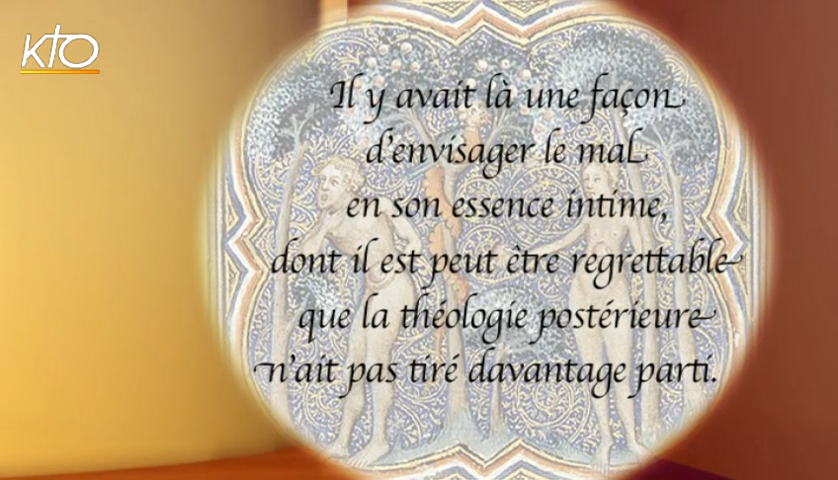 KTO
Il y avait là une façon
d'envisager le mal
en son essence intime,
dont il est peut être regrettable
que la théologie postérieure
n'ait pas tiré davantage parti.